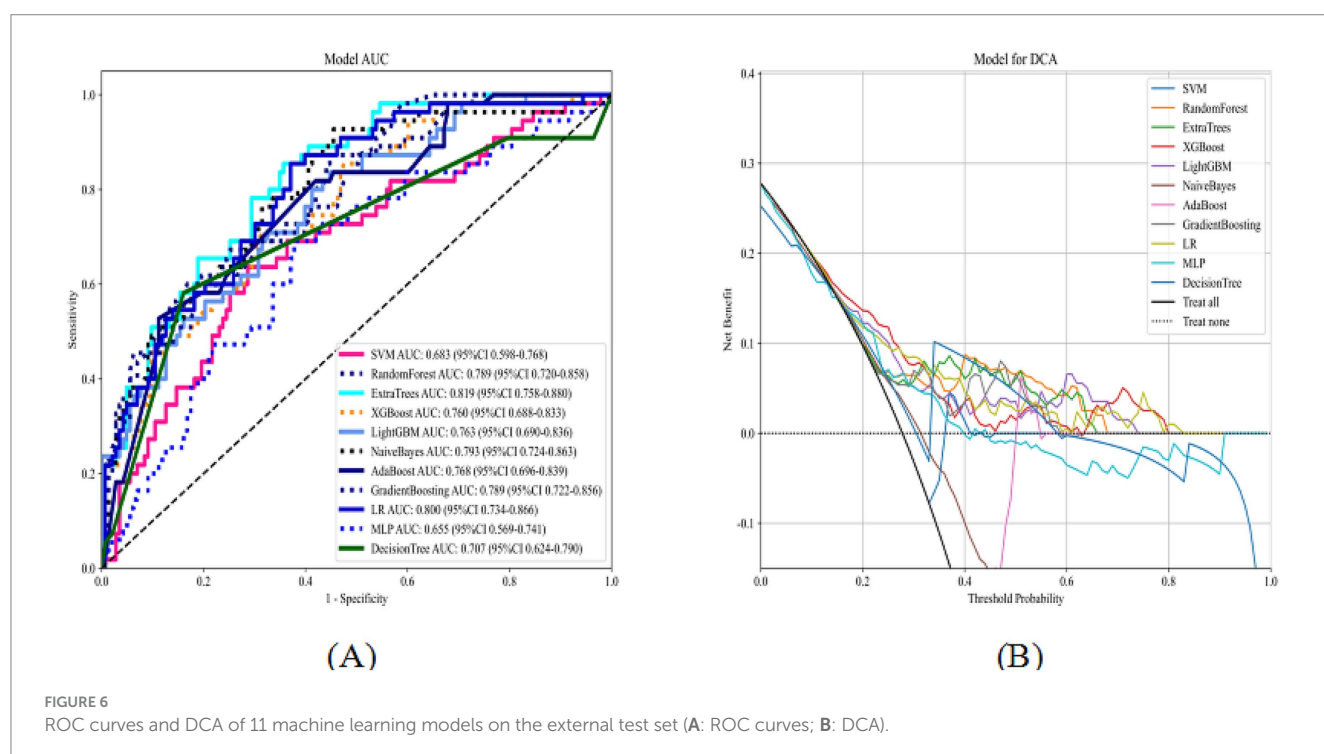 Model AUC
1.0
0.8
0.6
0.4
0.2
0.0
Sensitivity
SVM AUC: 0.683 (95%CI 0.598-0.768)
RandomForest AUC: 0.789 (95%CI 0.720-0.858)
ExtraTrees AUC: 0.819 (95%CI 0.758-0.880)
XGBoost AUC: 0.760 (95%CI 0.688-0.833)
LightGBM AUC: 0.763 (95%CI 0.690-0.836)
NaiveBayes AUC: 0.793 (95%CI 0.724-0.863)
AdaBoost AUC: 0.768 (95%CI 0.696-0.839)
GradientBoosting AUC: 0.789 (95%CI 0.722-0.856)
LR AUC: 0.800 (95%CI 0.734-0.866)
MLP AUC: 0.655 (95%CI 0.569-0.741)
DecisionTree AUC: 0.707 (95%CI 0.624-0.790)
0.0 0.2 0.4 0.6 0.8 1.0
1 - Specificity
(A)
Model for DCA
0.4
0.3
0.2
0.1
0.0
-0.1
Net Benefit
SVM
RandomForest
ExtraTrees
XGBoost
LightGBM
NaiveBayes
AdaBoost
GradientBoosting
LR
MLP
DecisionTree
Treat all
Treat none
0.0 0.2 0.4 0.6 0.8 1.0
Threshold Probability
(B)
FIGURE 6
ROC curves and DCA of 11 machine learning models on the external test set (A: ROC curves; B: DCA).